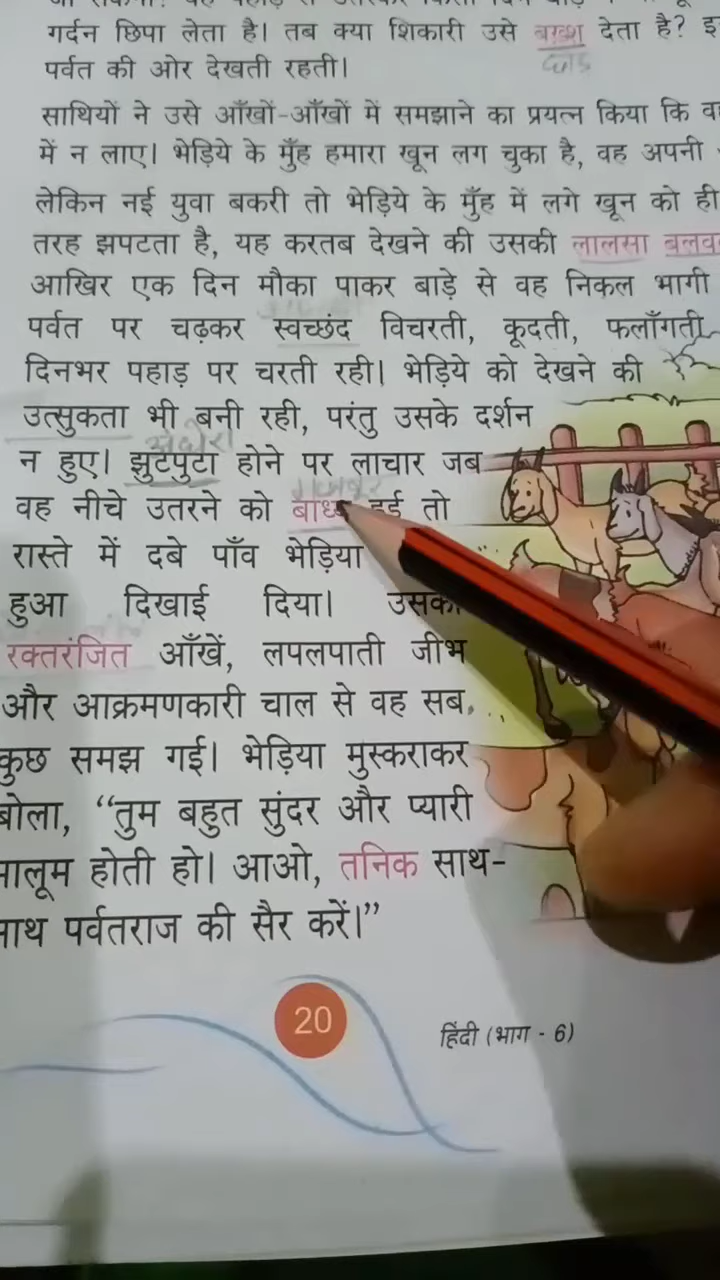 गर्दन छिपा लेता है। तब क्या शिकारी उसे बख़्श देता है?
छोड़
पर्वत की ओर देखती रहती।
साथियों ने उसे आँखों-आँखों में समझाने का प्रयत्न किया कि
में न लाए। भेड़िये के मुँह हमारा खून लग चुका है, वह अपनी
लेकिन नई युवा बकरी तो भेड़िये के मुँह में लगे खून को ही
तरह झपटता है, यह करतब देखने की उसकी लालसा
आखिर एक दिन मौका पाकर बाड़े से वह निकल भागी
पर्वत पर चढ़कर स्वच्छंद विचरती, कूदती, फलाँगती
दिनभर पहाड़ पर चरती रही। भेड़िये को देखने की
उत्सुकता भी बनी रही, परंतु उसके दर्शन
अंधेरा
न हुए। झुटपुटा होने पर लाचार जब
मजबूर
वह नीचे उतरने को हुई तो
रास्ते में दबे पाँव भेड़िया
हुआ दिखाई दिया।
रक्तरंजित आँखें, लपलपाती जीभ
और आक्रमणकारी चाल से वह सब
कुछ समझ गई। भेड़िया मुस्कराकर
बोला, “तुम बहुत सुंदर और प्यारी
मालूम होती हो। आओ, तनिक साथ-
साथ पर्वतराज की सैर करें।”
20
हिंदी (भाग - 6)